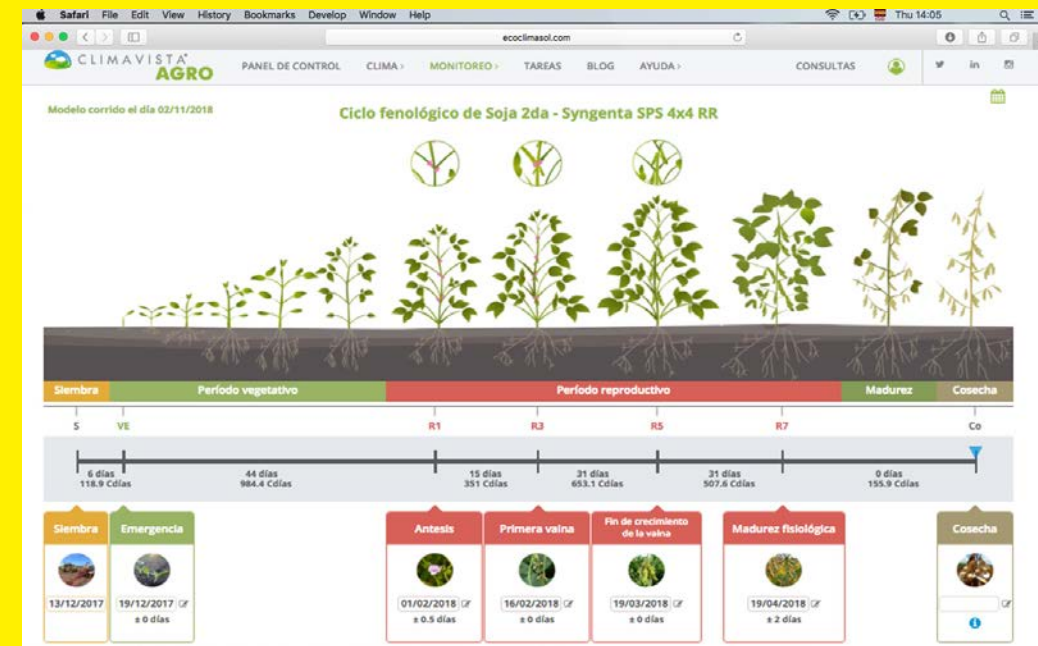 Safari File Edit View History Bookmarks Develop Window Help
Thu 14:05
ecoclimasol.com
CLIMAVISTA AGRO
PANEL DE CONTROL CLIMA MONITOREO TAREAS BLOG AYUDA CONSULTAS
Modelo corrido el día 02/11/2018
Ciclo fenológico de Soja 2da - Syngenta SPS 4x4 RR
Siembra Período vegetativo Período reproductivo Madurez Cosecha
S VE R1 R3 R5 R7 Co
6 días 44 días 15 días 31 días 31 días 0 días
118.9 Cdías 984.4 Cdías 351 Cdías 653.1 Cdías 507.6 Cdías 155.9 Cdías
Siembra
13/12/2017
Emergencia
19/12/2017
± 0 días
Antesis
01/02/2018
± 0.5 días
Primera vaina
16/02/2018
± 0 días
Fin de crecimiento
de la vaina
19/03/2018
± 0 días
Madurez fisiológica
19/04/2018
± 2 días
Cosecha